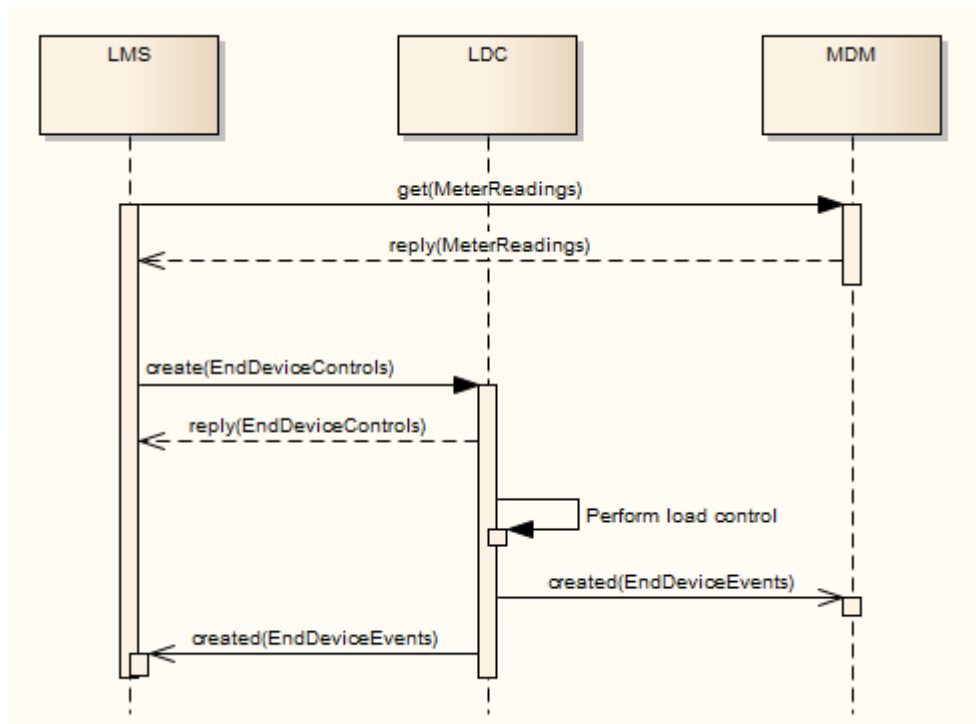 LMS
LDC
MDM
get(MeterReadings)
reply(MeterReadings)
create(EndDeviceControls)
reply(EndDeviceControls)
Perform load control
created(EndDeviceEvents)
created(EndDeviceEvents)